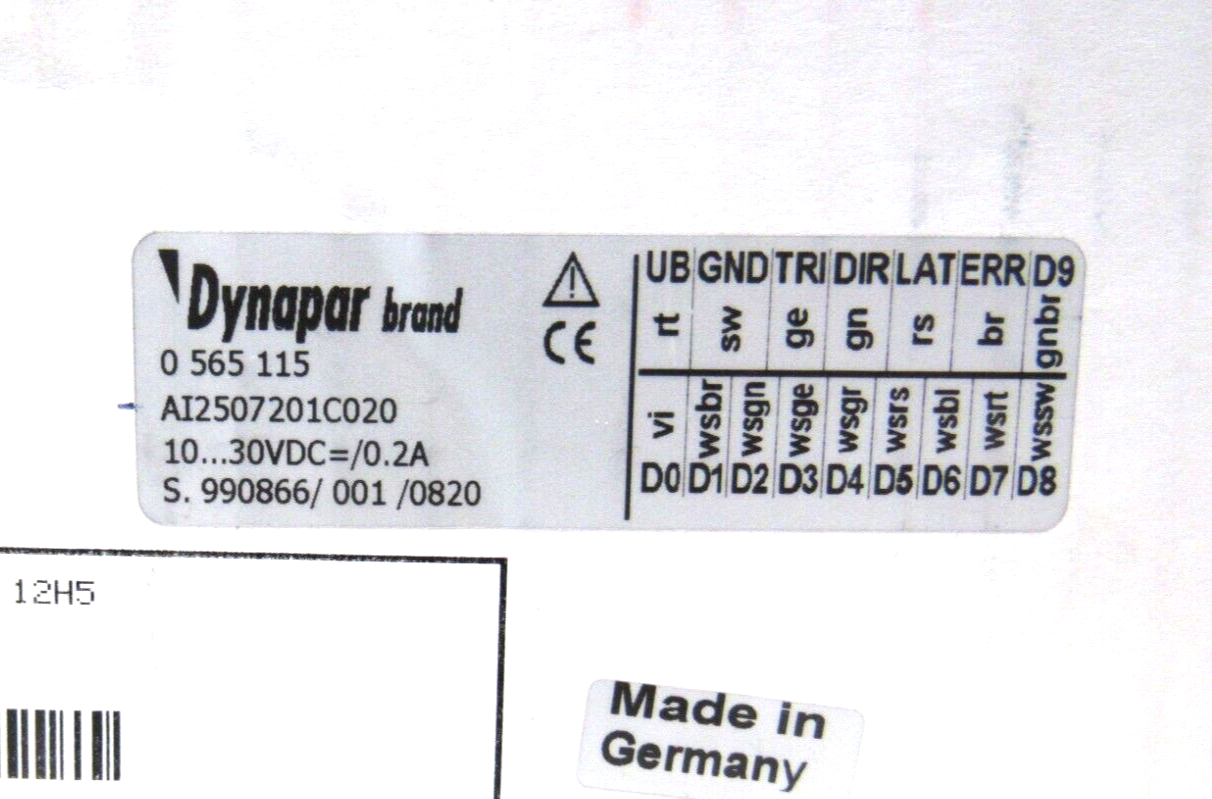 Dynapar brand
0 565 115
AI2507201C020
10...30VDC=/0.2A
S. 990866/ 001 /0820
CE
UB GND TRI DIR LAT ERR D9
rt sw ge gn rs br gnbr
vi wsbr wsgn wsge wsgr wsrs wsbl wsrt wssw
D0 D1 D2 D3 D4 D5 D6 D7 D8
12H5
Made in
Germany